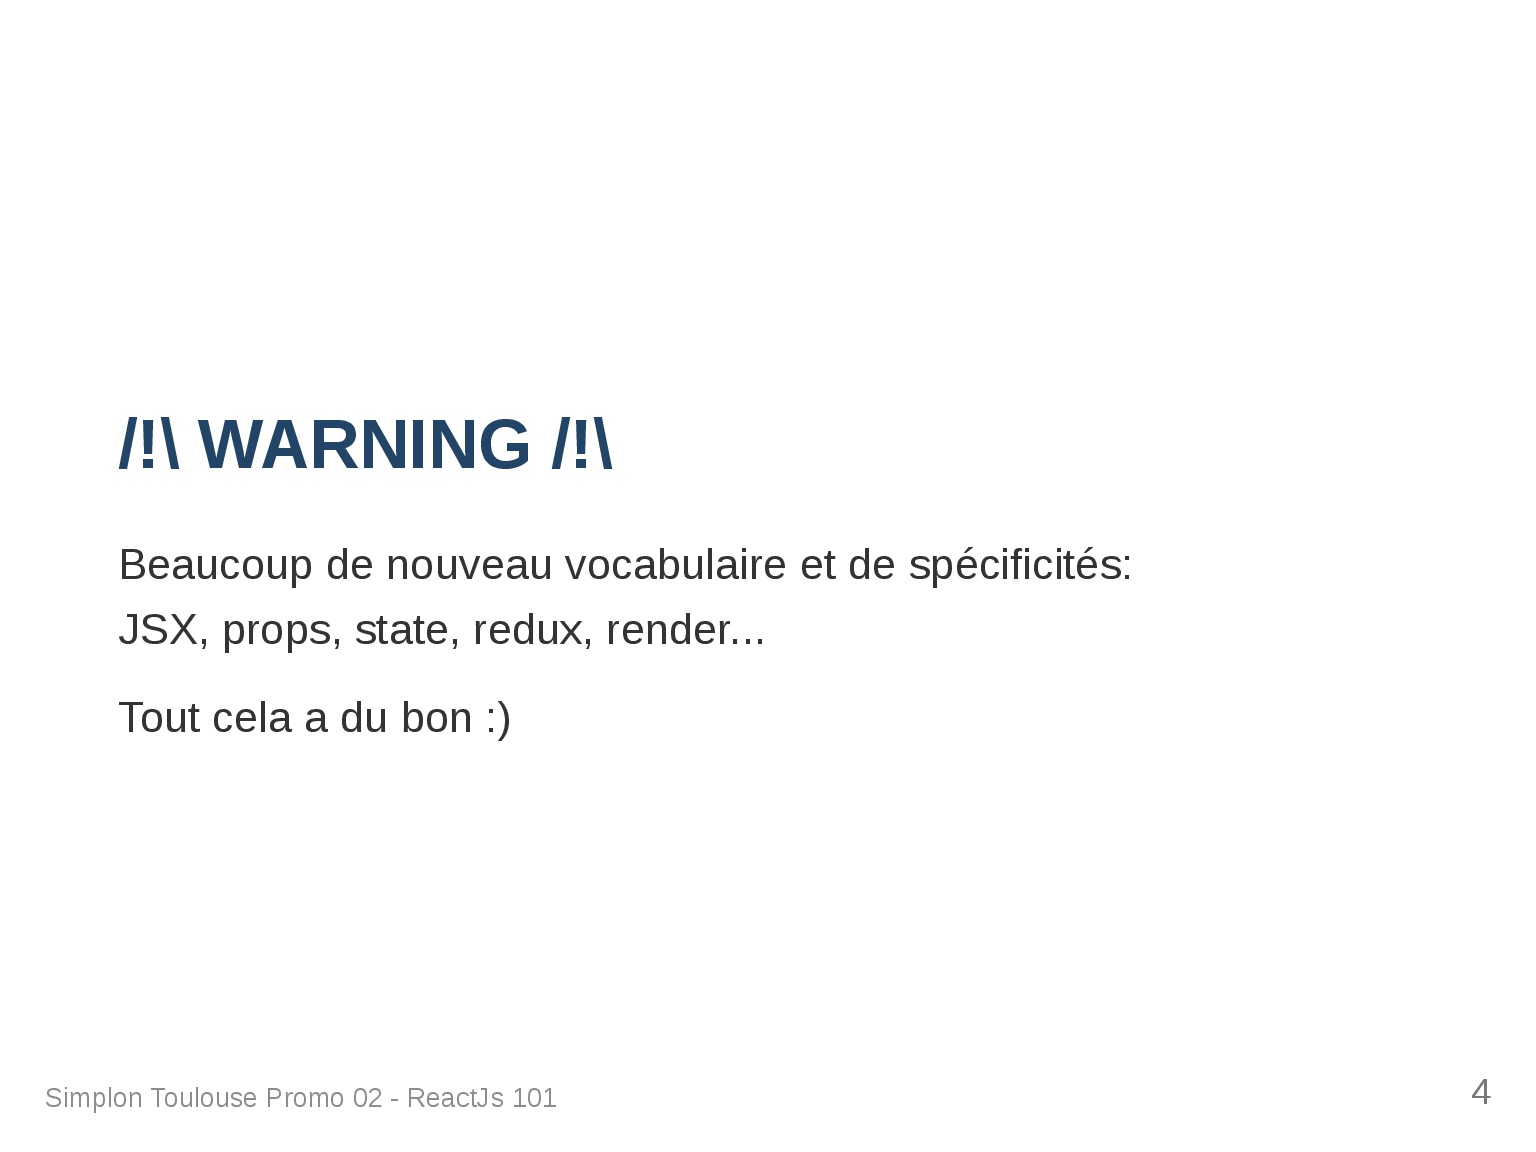 /!\ WARNING /!\
Beaucoup de nouveau vocabulaire et de spécificités:
JSX, props, state, redux, render...
Tout cela a du bon :)
Simplon Toulouse Promo 02 - ReactJs 101
4